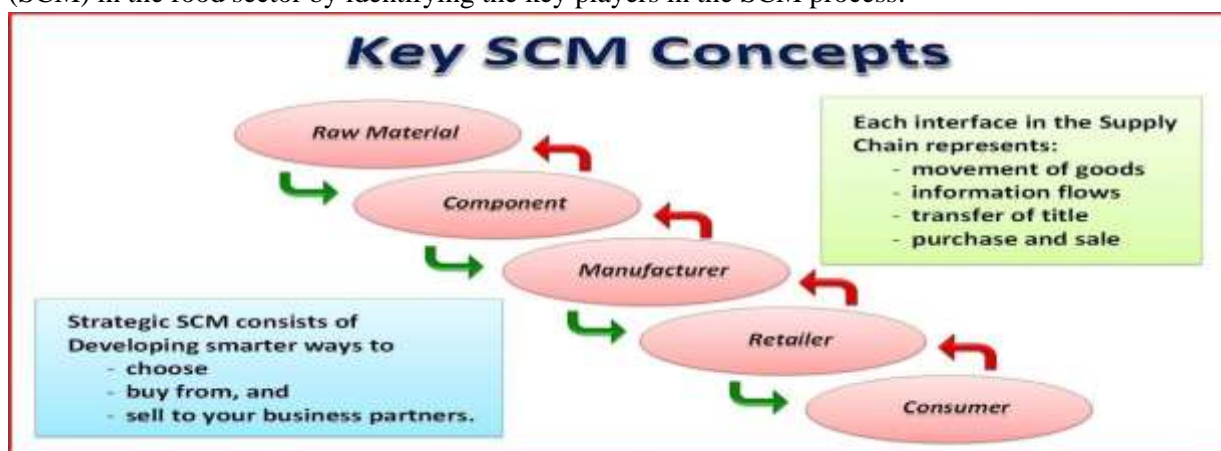 (SCM) in the food sector by identifying the key players in the SCM process.
Key SCM Concepts
Raw Material
Component
Manufacturer
Retailer
Consumer
Each interface in the Supply
Chain represents:
- movement of goods
- information flows
- transfer of title
- purchase and sale
Strategic SCM consists of
Developing smarter ways to
- choose
- buy from, and
- sell to your business partners.